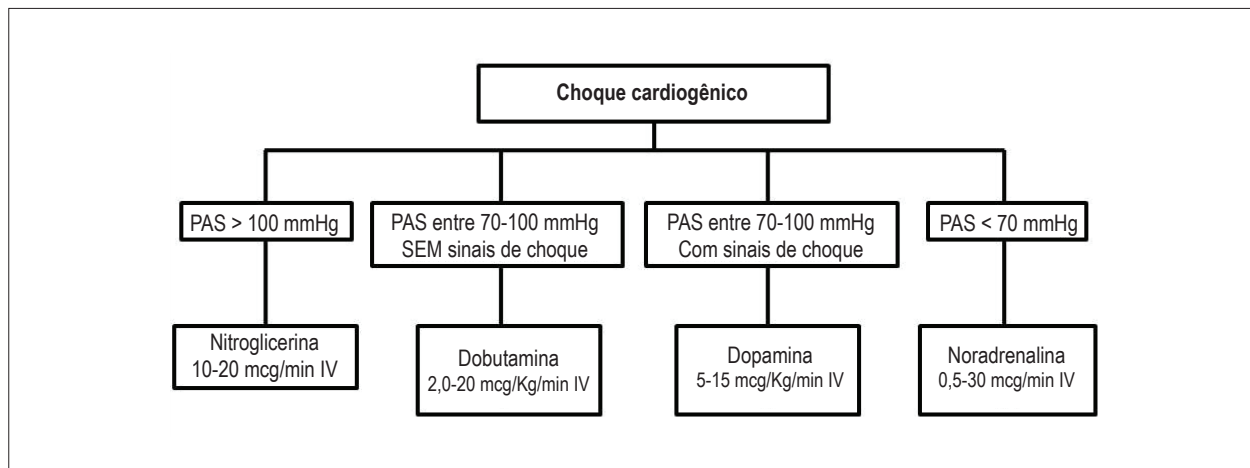 Choque cardiogênico
PAS > 100 mmHg
PAS entre 70-100 mmHg
SEM sinais de choque
PAS entre 70-100 mmHg
Com sinais de choque
PAS < 70 mmHg
Nitroglicerina
10-20 mcg/min IV
Dobutamina
2,0-20 mcg/Kg/min IV
Dopamina
5-15 mcg/Kg/min IV
Noradrenalina
0,5-30 mcg/min IV